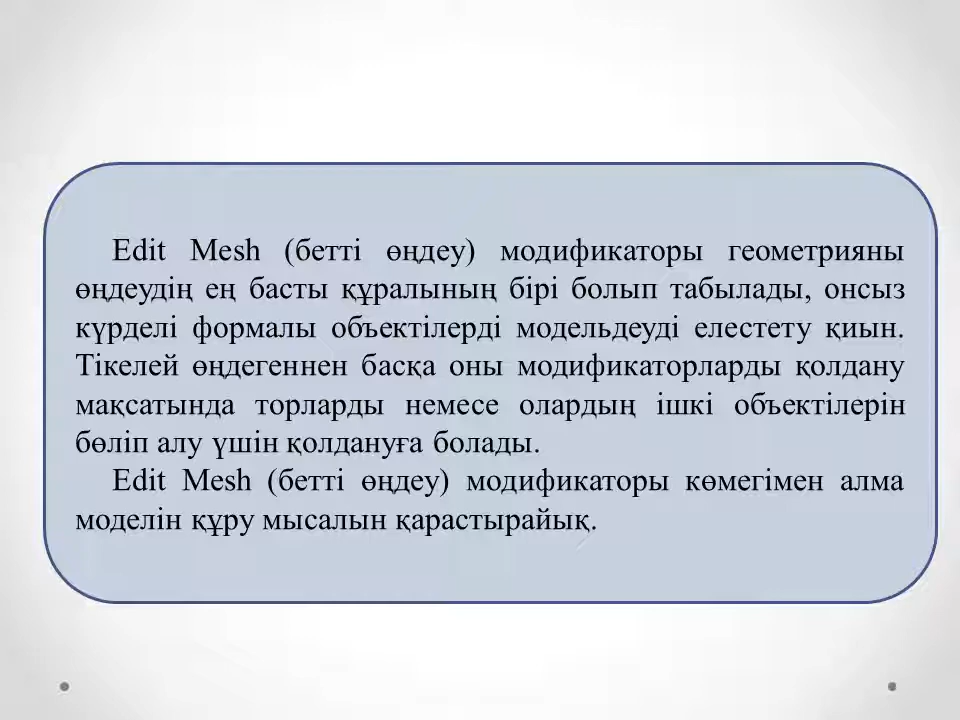 Edit Mesh (бетті өңдеу) модификаторы геометрияны
өңдеудің ең басты құралының бірі болып табылады, онсыз
күрделі формалы объектілерді модельдеуді елестету қиын.
Тікелей өңдегеннен басқа оны модификаторларды қолдану
мақсатында торларды немесе олардың ішкі объектілерін
бөліп алу үшін қолдануға болады.
Edit Mesh (бетті өңдеу) модификаторы көмегімен алма
моделін құру мысалын қарастырайық.